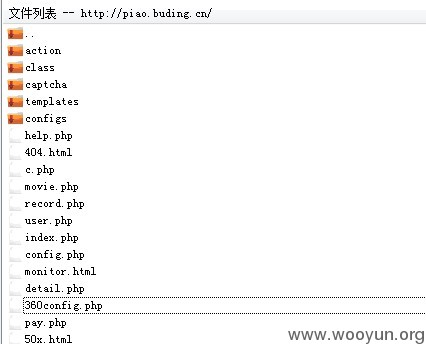 文件列表 -- http://piao.buding.cn/
..
action
class
captcha
templates
configs
help.php
404.html
c.php
movie.php
record.php
user.php
index.php
config.php
monitor.html
detail.php
360config.php
pay.php
50x.html
www.wooyun.org